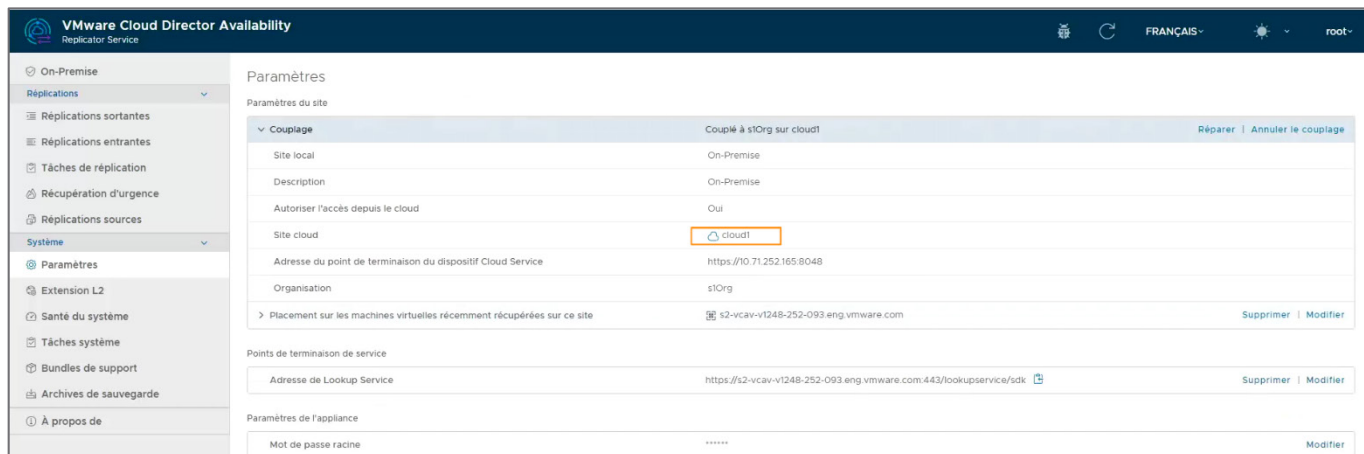 VMware Cloud Director Availability
Replicator Service
FRANÇAIS
root
On-Premise
Réplications
Réplications sortantes
Réplications entrantes
Tâches de réplication
Récupération d'urgence
Réplications sources
Système
Paramètres
Extension L2
Santé du système
Tâches système
Bundles de support
Archives de sauvegarde
À propos de
Paramètres
Paramètres du site
Couplage Couplé à s1Org sur cloud1 Réparer | Annuler le couplage
Site local On-Premise
Description On-Premise
Autoriser l'accès depuis le cloud Oui
Site cloud cloud1
Adresse du point de terminaison du dispositif Cloud Service https://10.71.252.165:8048
Organisation s1Org
Placement sur les machines virtuelles récemment récupérées sur ce site s2-vcav-v1248-252-093.eng.vmware.com Supprimer | Modifier
Points de terminaison de service
Adresse de Lookup Service https://s2-vcav-v1248-252-093.eng.vmware.com:443/lookupservice/sdk Supprimer | Modifier
Paramètres de l'appliance
Mot de passe racine ****** Modifier